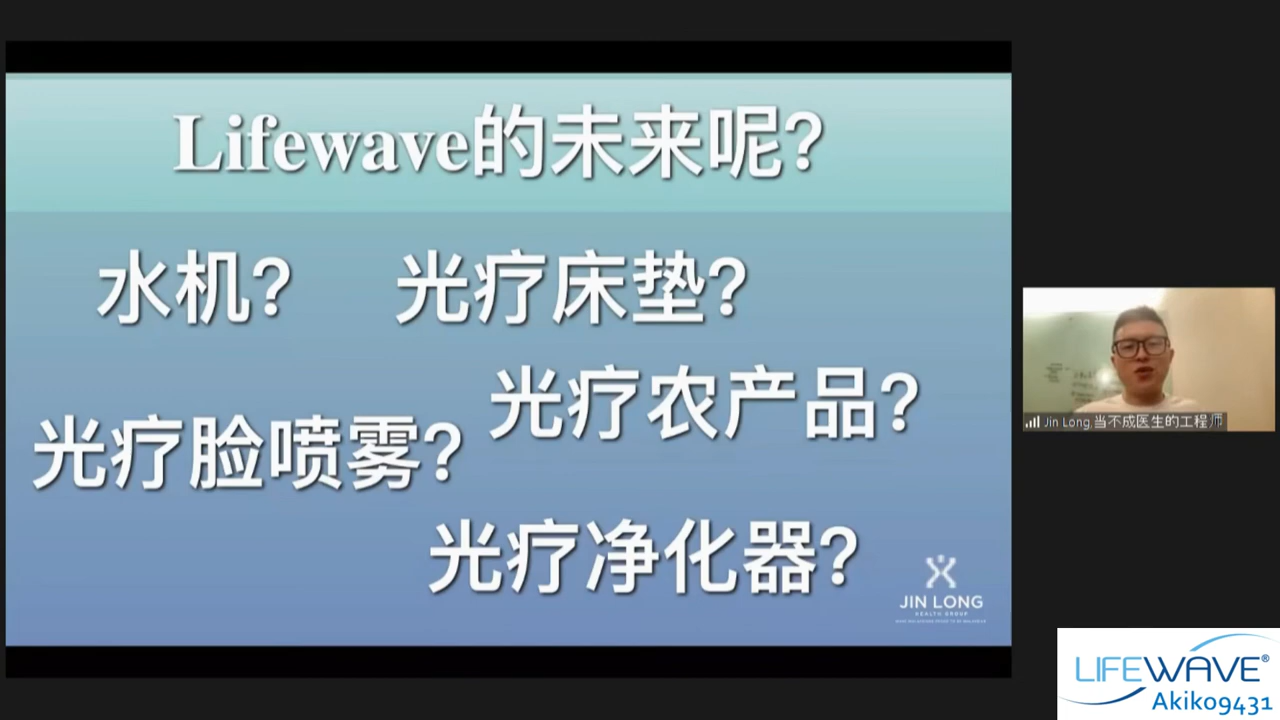 Lifewave的未来呢？
水机？ 光疗床垫？
光疗农产品？
光疗脸喷雾？
光疗净化器？
JIN LONG
HEALTH GROUP
Jin Long 当不成医生的工程师
LIFEWAVE®
Akiko9431